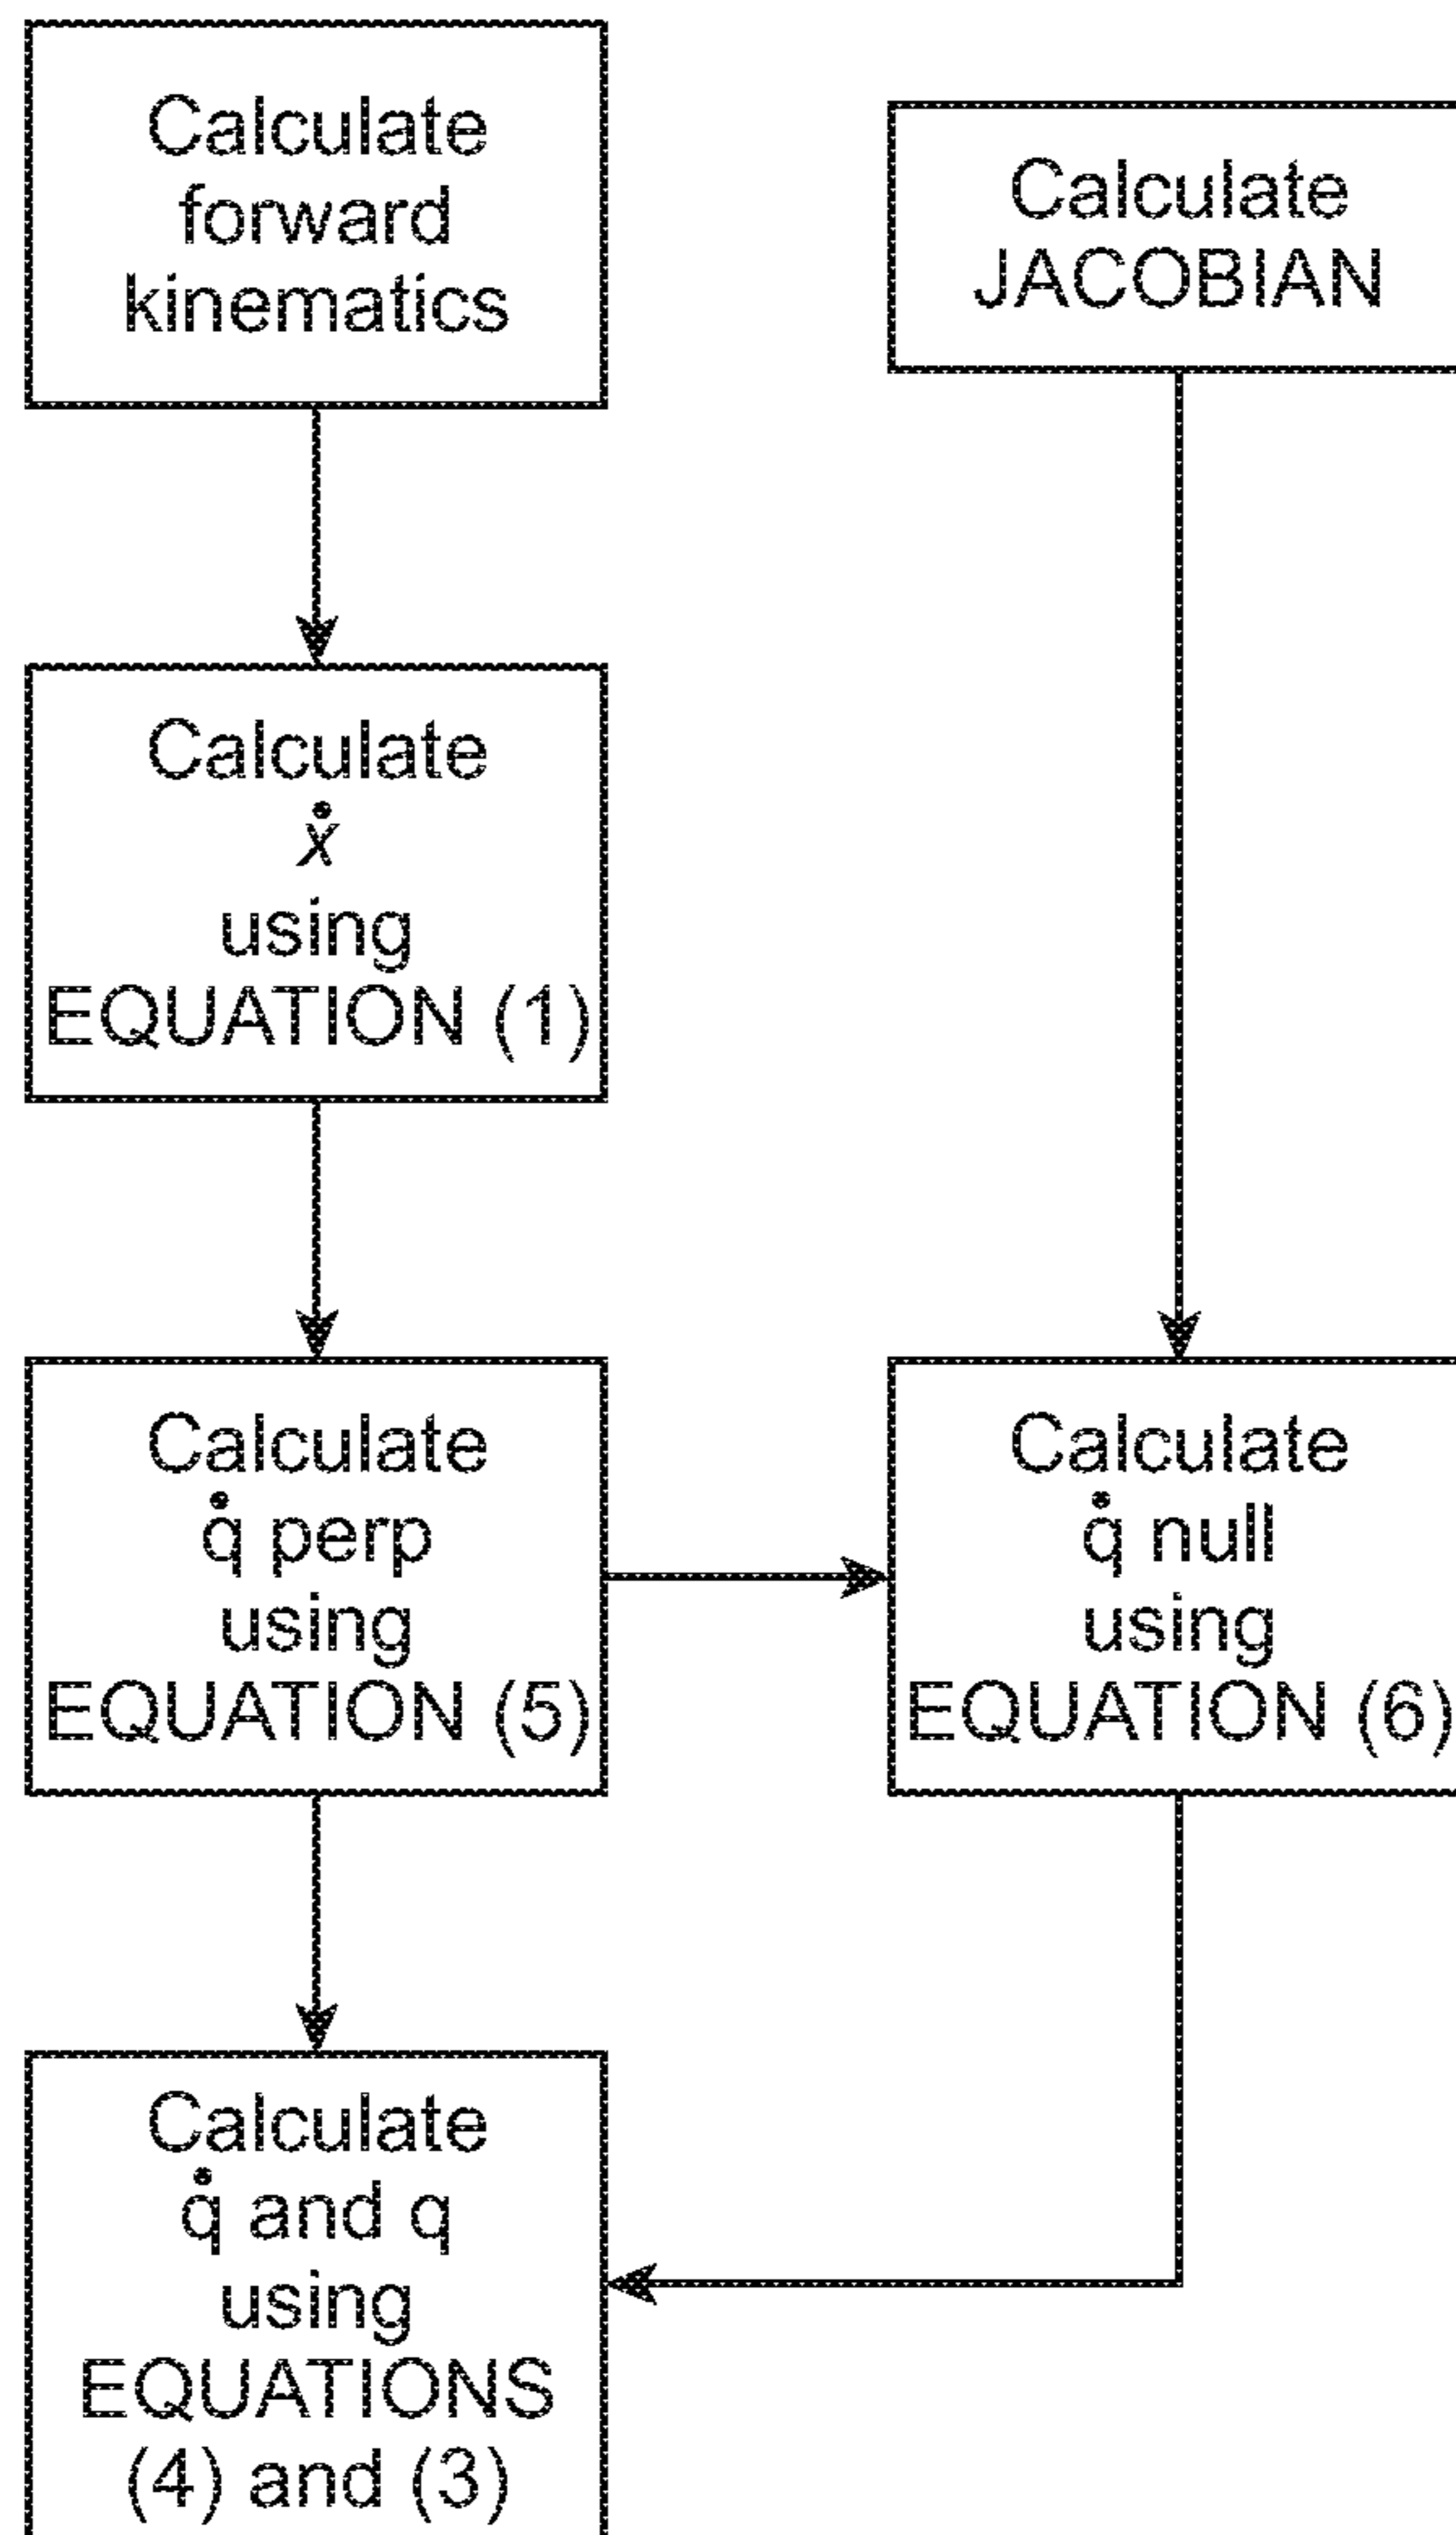 Calculate
forward
kinematics
Calculate
JACOBIAN
Calculate
ẋ
using
EQUATION (1)
Calculate
q̇ perp
using
EQUATION (5)
Calculate
q̇ null
using
EQUATION (6)
Calculate
q̇ and q
using
EQUATIONS
(4) and (3)